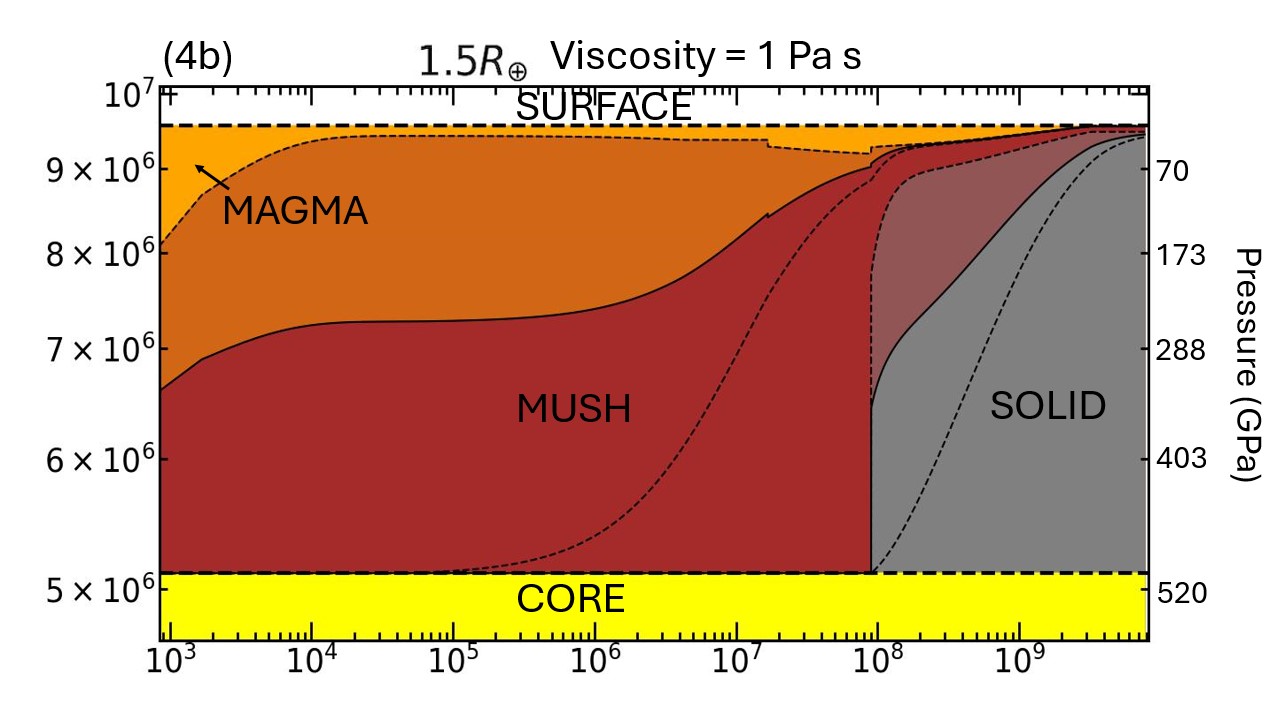 (4b) 1.5R⊕ Viscosity = 1 Pa s
10⁷
SURFACE
9 × 10⁶
70
MAGMA
8 × 10⁶
173
7 × 10⁶
288
Pressure (GPa)
MUSH
SOLID
6 × 10⁶
403
5 × 10⁶
CORE
520
10³ 10⁴ 10⁵ 10⁶ 10⁷ 10⁸ 10⁹